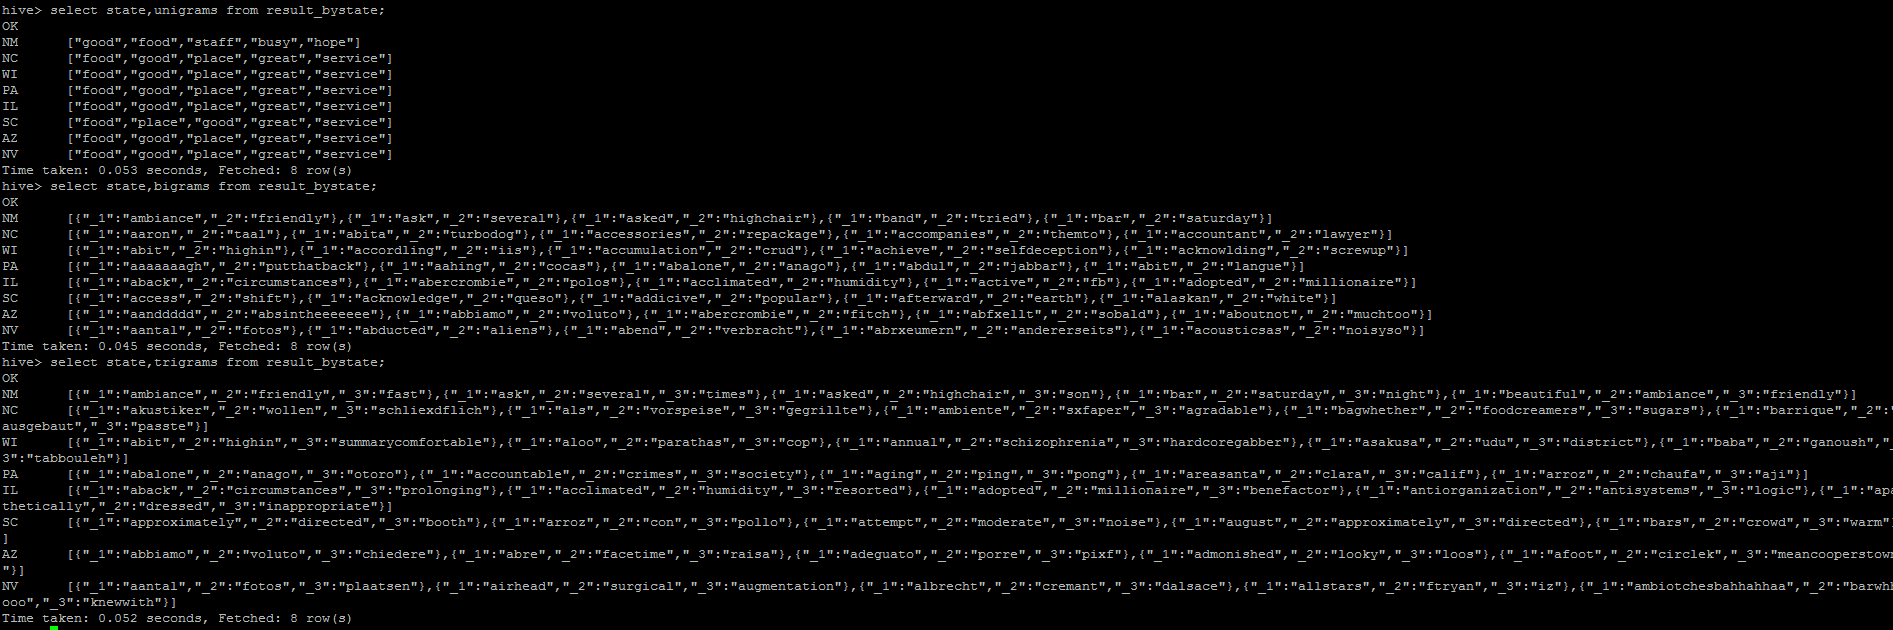 hive> select state,unigrams from result_bystate;
OK
NM	["good","food","staff","busy","hope"]
NC	["food","good","place","great","service"]
WI	["food","good","place","great","service"]
PA	["food","good","place","great","service"]
IL	["food","good","place","great","service"]
SC	["food","place","good","great","service"]
AZ	["food","good","place","great","service"]
NV	["food","good","place","great","service"]
Time taken: 0.053 seconds, Fetched: 8 row(s)
hive> select state,bigrams from result_bystate;
OK
NM	[{"_1":"ambiance","_2":"friendly"},{"_1":"ask","_2":"several"},{"_1":"asked","_2":"highchair"},{"_1":"band","_2":"tried"},{"_1":"bar","_2":"saturday"}]
NC	[{"_1":"aaron","_2":"taal"},{"_1":"abita","_2":"turbodog"},{"_1":"accessories","_2":"repackage"},{"_1":"accompanies","_2":"themto"},{"_1":"accountant","_2":"lawyer"}]
WI	[{"_1":"abit","_2":"highin"},{"_1":"accordling","_2":"iis"},{"_1":"accumulation","_2":"crud"},{"_1":"achieve","_2":"selfdeception"},{"_1":"acknowlding","_2":"screwup"}]
PA	[{"_1":"aaaaaaagh","_2":"putthatback"},{"_1":"aahing","_2":"cocas"},{"_1":"abalone","_2":"anago"},{"_1":"abdul","_2":"jabbar"},{"_1":"abit","_2":"langue"}]
IL	[{"_1":"aback","_2":"circumstances"},{"_1":"abercrombie","_2":"polos"},{"_1":"acclimated","_2":"humidity"},{"_1":"active","_2":"fb"},{"_1":"adopted","_2":"millionaire"}]
SC	[{"_1":"access","_2":"shift"},{"_1":"acknowledge","_2":"queso"},{"_1":"addicive","_2":"popular"},{"_1":"afterward","_2":"earth"},{"_1":"alaskan","_2":"white"}]
AZ	[{"_1":"aanddddd","_2":"absintheeeeeee"},{"_1":"abbiamo","_2":"voluto"},{"_1":"abercrombie","_2":"fitch"},{"_1":"abfxellt","_2":"sobald"},{"_1":"aboutnot","_2":"muchtoo"}]
NV	[{"_1":"aantal","_2":"fotos"},{"_1":"abducted","_2":"aliens"},{"_1":"abend","_2":"verbracht"},{"_1":"abrxeumern","_2":"andererseits"},{"_1":"acousticsas","_2":"noisyso"}]
Time taken: 0.045 seconds, Fetched: 8 row(s)
hive> select state,trigrams from result_bystate;
OK
NM	[{"_1":"ambiance","_2":"friendly","_3":"fast"},{"_1":"ask","_2":"several","_3":"times"},{"_1":"asked","_2":"highchair","_3":"son"},{"_1":"bar","_2":"saturday","_3":"night"},{"_1":"beautiful","_2":"ambiance","_3":"friendly"}]
NC	[{"_1":"akustiker","_2":"wollen","_3":"schliexdflich"},{"_1":"als","_2":"vorspeise","_3":"gegrillte"},{"_1":"ambiente","_2":"sxfaper","_3":"agradable"},{"_1":"bagwhether","_2":"foodcreamers","_3":"sugars"},{"_1":"barrique","_2":"
ausgebaut","_3":"passte"}]
WI	[{"_1":"abit","_2":"highin","_3":"summarycomfortable"},{"_1":"aloo","_2":"parathas","_3":"cop"},{"_1":"annual","_2":"schizophrenia","_3":"hardcoregabber"},{"_1":"asakusa","_2":"udu","_3":"district"},{"_1":"baba","_2":"ganoush","_
3":"tabbouleh"}]
PA	[{"_1":"abalone","_2":"anago","_3":"otoro"},{"_1":"accountable","_2":"crimes","_3":"society"},{"_1":"aging","_2":"ping","_3":"pong"},{"_1":"areasanta","_2":"clara","_3":"calif"},{"_1":"arroz","_2":"chaufa","_3":"aji"}]
IL	[{"_1":"aback","_2":"circumstances","_3":"prolonging"},{"_1":"acclimated","_2":"humidity","_3":"resorted"},{"_1":"adopted","_2":"millionaire","_3":"benefactor"},{"_1":"antiorganization","_2":"antisystems","_3":"logic"},{"_1":"apa
thetically","_2":"dressed","_3":"inappropriate"}]
SC	[{"_1":"approximately","_2":"directed","_3":"booth"},{"_1":"arroz","_2":"con","_3":"pollo"},{"_1":"attempt","_2":"moderate","_3":"noise"},{"_1":"august","_2":"approximately","_3":"directed"},{"_1":"bars","_2":"crowd","_3":"warm"}
]
AZ	[{"_1":"abbiamo","_2":"voluto","_3":"chiedere"},{"_1":"abre","_2":"facetime","_3":"raisa"},{"_1":"adeguato","_2":"porre","_3":"pixf"},{"_1":"admonished","_2":"looky","_3":"loos"},{"_1":"afoot","_2":"circlek","_3":"meancooperstown
"}]
NV	[{"_1":"aantal","_2":"fotos","_3":"plaatsen"},{"_1":"airhead","_2":"surgical","_3":"augmentation"},{"_1":"albrecht","_2":"cremant","_3":"dalsace"},{"_1":"allstars","_2":"ftryan","_3":"iz"},{"_1":"ambiotchesbahhahhaa","_2":"barwhh
ooo","_3":"knewwith"}]
Time taken: 0.052 seconds, Fetched: 8 row(s)